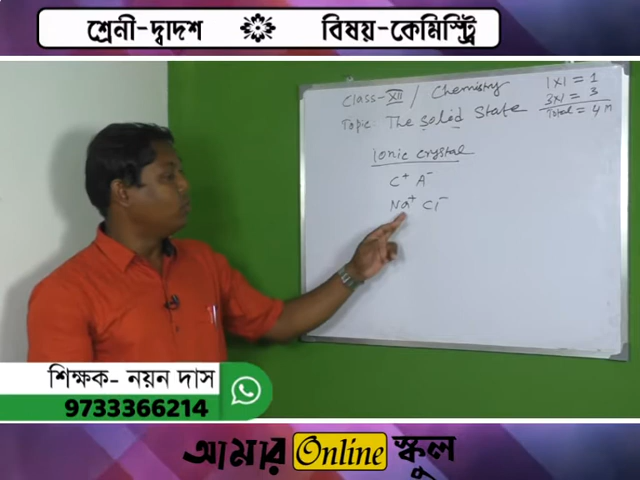 শ্রেনী-দ্বাদশ বিষয়-কেমিস্ট্রি
Class-XII / Chemistry
Topic: The solid State
1×1 = 1
3×1 = 3
Total = 4 M
Ionic crystal
C⁺ A⁻
Na⁺ Cl⁻
শিক্ষক- নয়ন দাস
9733366214
আমার Online স্কুল